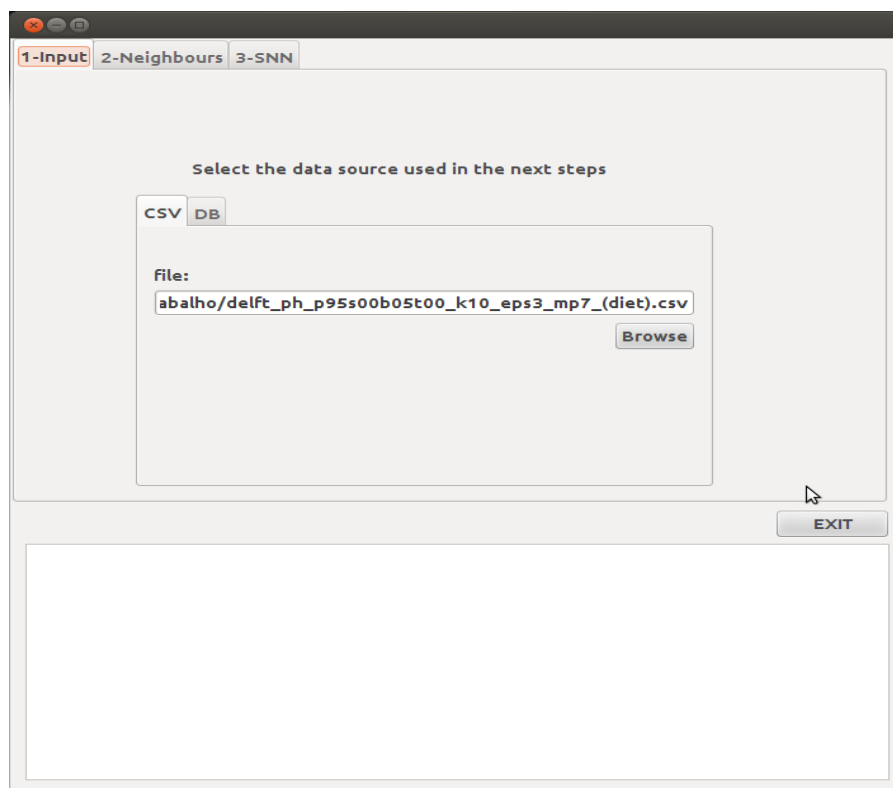 1-Input 2-Neighbours 3-SNN
Select the data source used in the next steps
CSV DB
file:
abalho/delft_ph_p95s00b05t00_k10_eps3_mp7_(diet).csv
Browse
EXIT